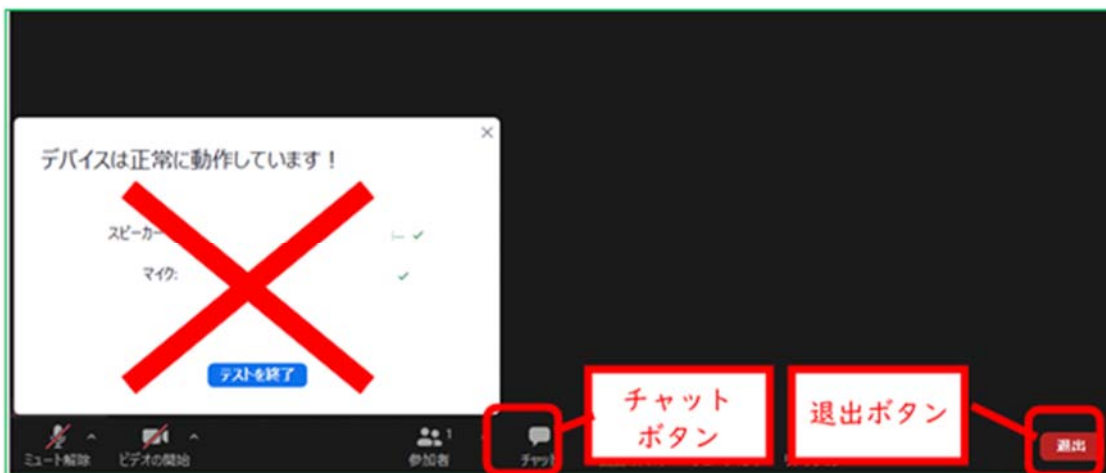 デバイスは正常に動作しています！
スピーカー
マイク:
テストを終了
チャット
ボタン
退出ボタン
ミュート解除
ビデオの開始
参加者
1
チャット
退出